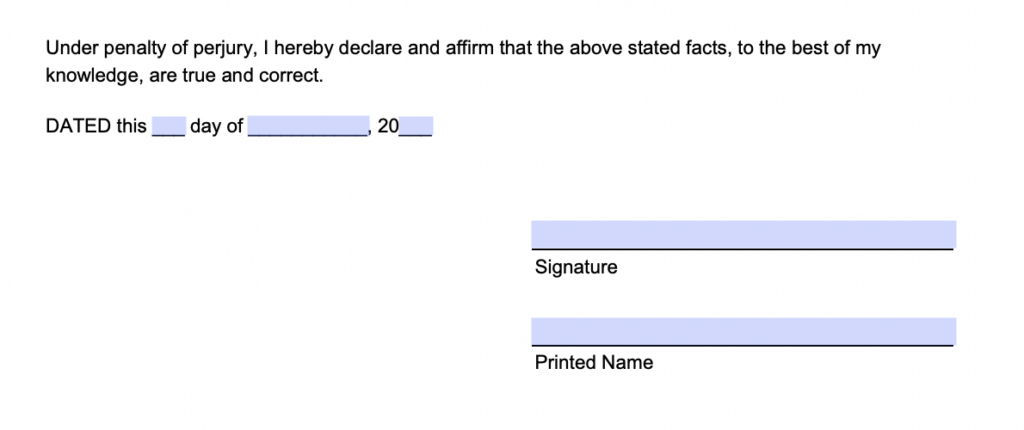 Under penalty of perjury, I hereby declare and affirm that the above stated facts, to the best of my
knowledge, are true and correct.
DATED this ___ day of ___________, 20___
Signature
Printed Name